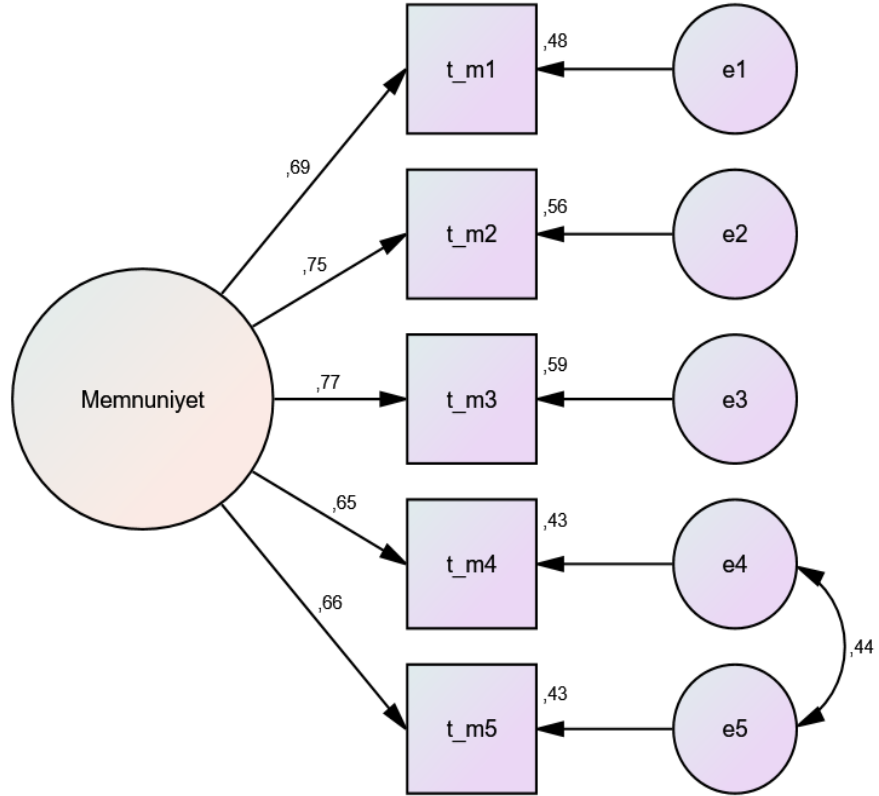 t_m1
,48
e1
,69
t_m2
,56
e2
,75
Memnuniyet
,77
t_m3
,59
e3
,65
t_m4
,43
e4
,66
,44
t_m5
,43
e5